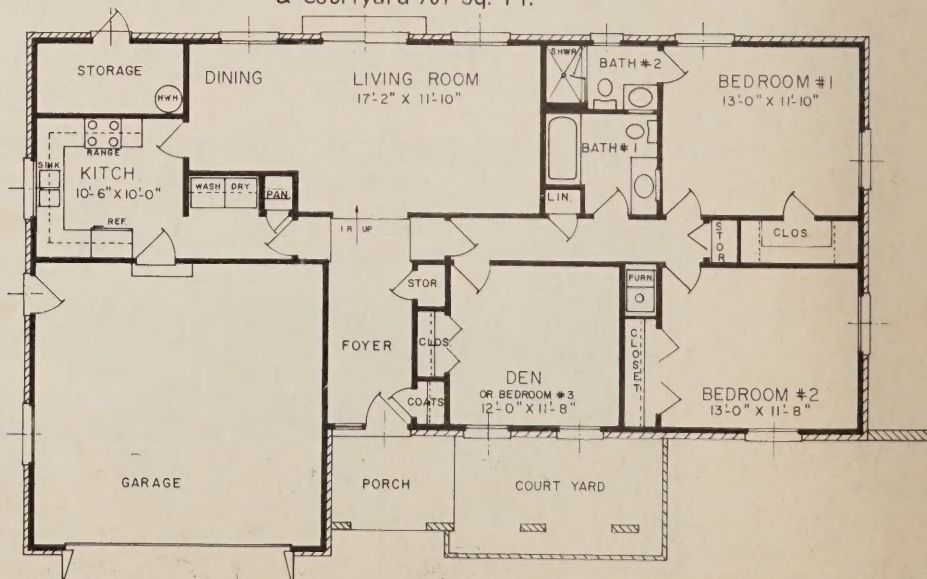 & Courtyard 701 Sq. Ft.
STORAGE
HWH
DINING
LIVING ROOM
17'-2" X 11'-10"
SHWR
BATH #2
BEDROOM #1
13'-0" X 11'-10"
RANGE
SINK
KITCH.
10'-6" X 10'-0"
REF.
WASH
DRY
PAN.
BATH #1
LIN.
1 R UP
STOR
CLOS.
STOR
FURN.
FOYER
CLOS
COATS
DEN
OR BEDROOM #3
12'-0" X 11'-8"
CLOSET
BEDROOM #2
13'-0" X 11'-8"
GARAGE
PORCH
COURT YARD